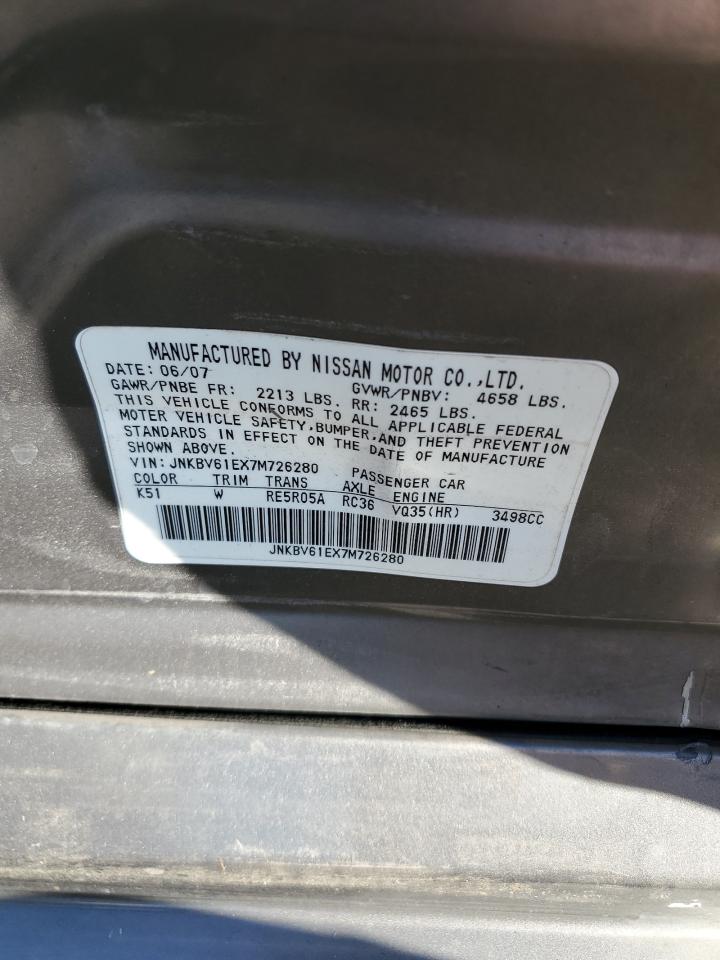 MANUFACTURED BY NISSAN MOTOR CO.,LTD.
DATE: 06/07
GAWR/PNBE FR: 2213 LBS. GVWR/PNBV: 4658 LBS.
RR: 2465 LBS.
THIS VEHICLE CONFORMS TO ALL APPLICABLE FEDERAL
MOTOR VEHICLE SAFETY,BUMPER,AND THEFT PREVENTION
STANDARDS IN EFFECT ON THE DATE OF MANUFACTURE
SHOWN ABOVE.
VIN: JNKBV61EX7M726280 PASSENGER CAR
COLOR TRIM TRANS AXLE ENGINE
K51 W RE5R05A RC36 VQ35(HR) 3498CC
JNKBV61EX7M726280